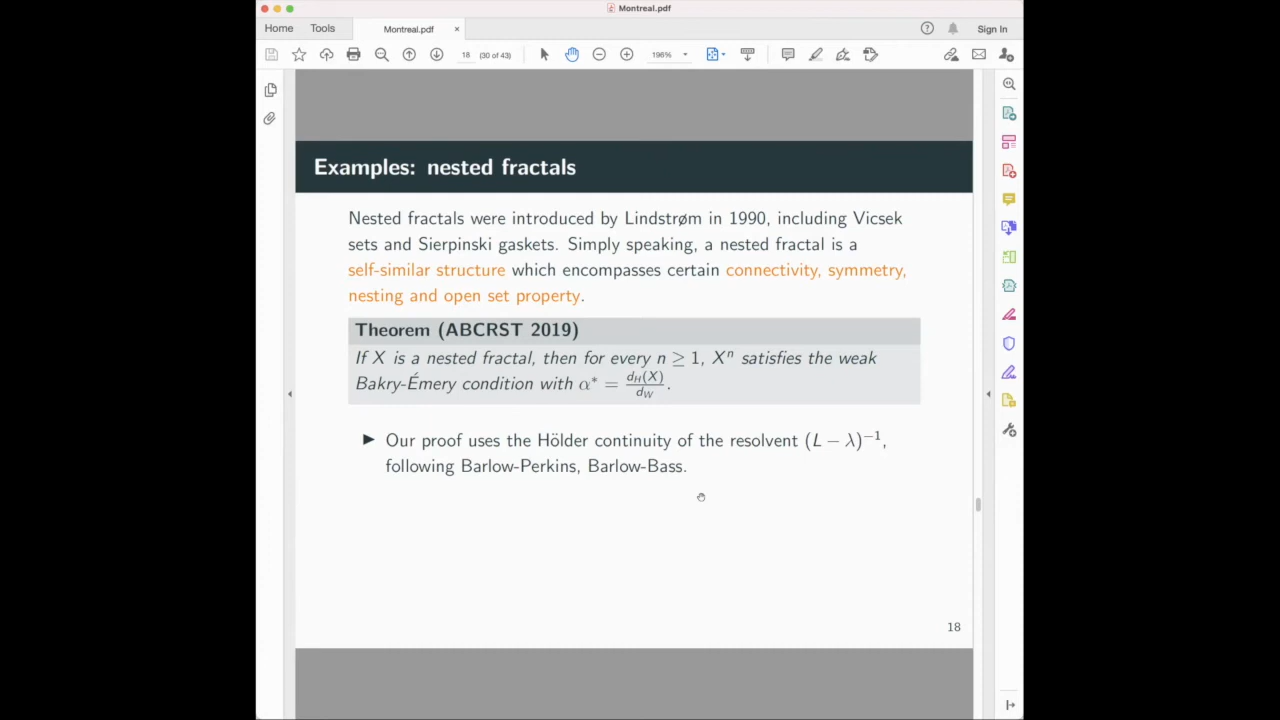 Montreal.pdf
Home Tools Montreal.pdf × Sign In
18 (30 of 43) 196%
Examples: nested fractals
Nested fractals were introduced by Lindstrøm in 1990, including Vicsek
sets and Sierpinski gaskets. Simply speaking, a nested fractal is a
self-similar structure which encompasses certain connectivity, symmetry,
nesting and open set property.
Theorem (ABCRST 2019)
If X is a nested fractal, then for every n ≥ 1, Xⁿ satisfies the weak
Bakry-Émery condition with α* = d_H(X)/d_W.
► Our proof uses the Hölder continuity of the resolvent (L − λ)⁻¹,
following Barlow-Perkins, Barlow-Bass.
18